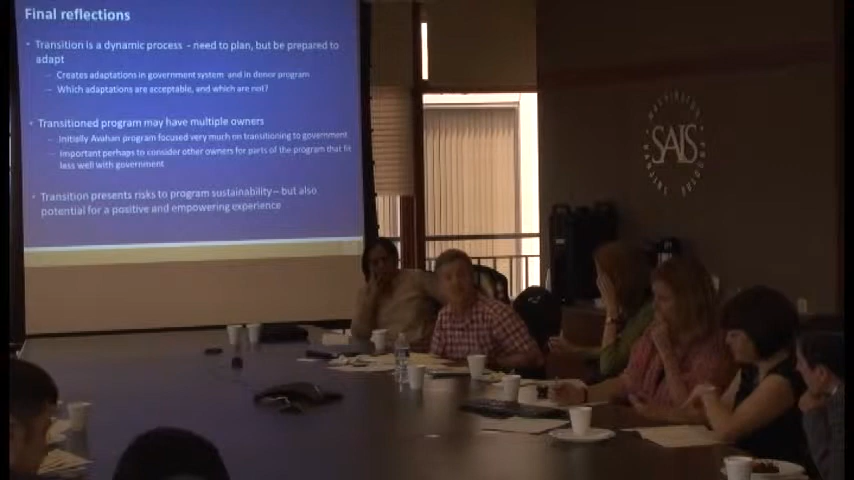 Final reflections
Transition is a dynamic process - need to plan, but be prepared to
adapt
Creates adaptations in government system and in donor program
Which adaptations are acceptable, and which are not?
Transitioned program may have multiple owners
Initially Avahan program focused very much on transitioning to government
Important perhaps to consider other owners for parts of the program that fit
less well with government
Transition presents risks to program sustainability – but also
potential for a positive and empowering experience
WASHINGTON
SAIS
NANJING BOLOGNA